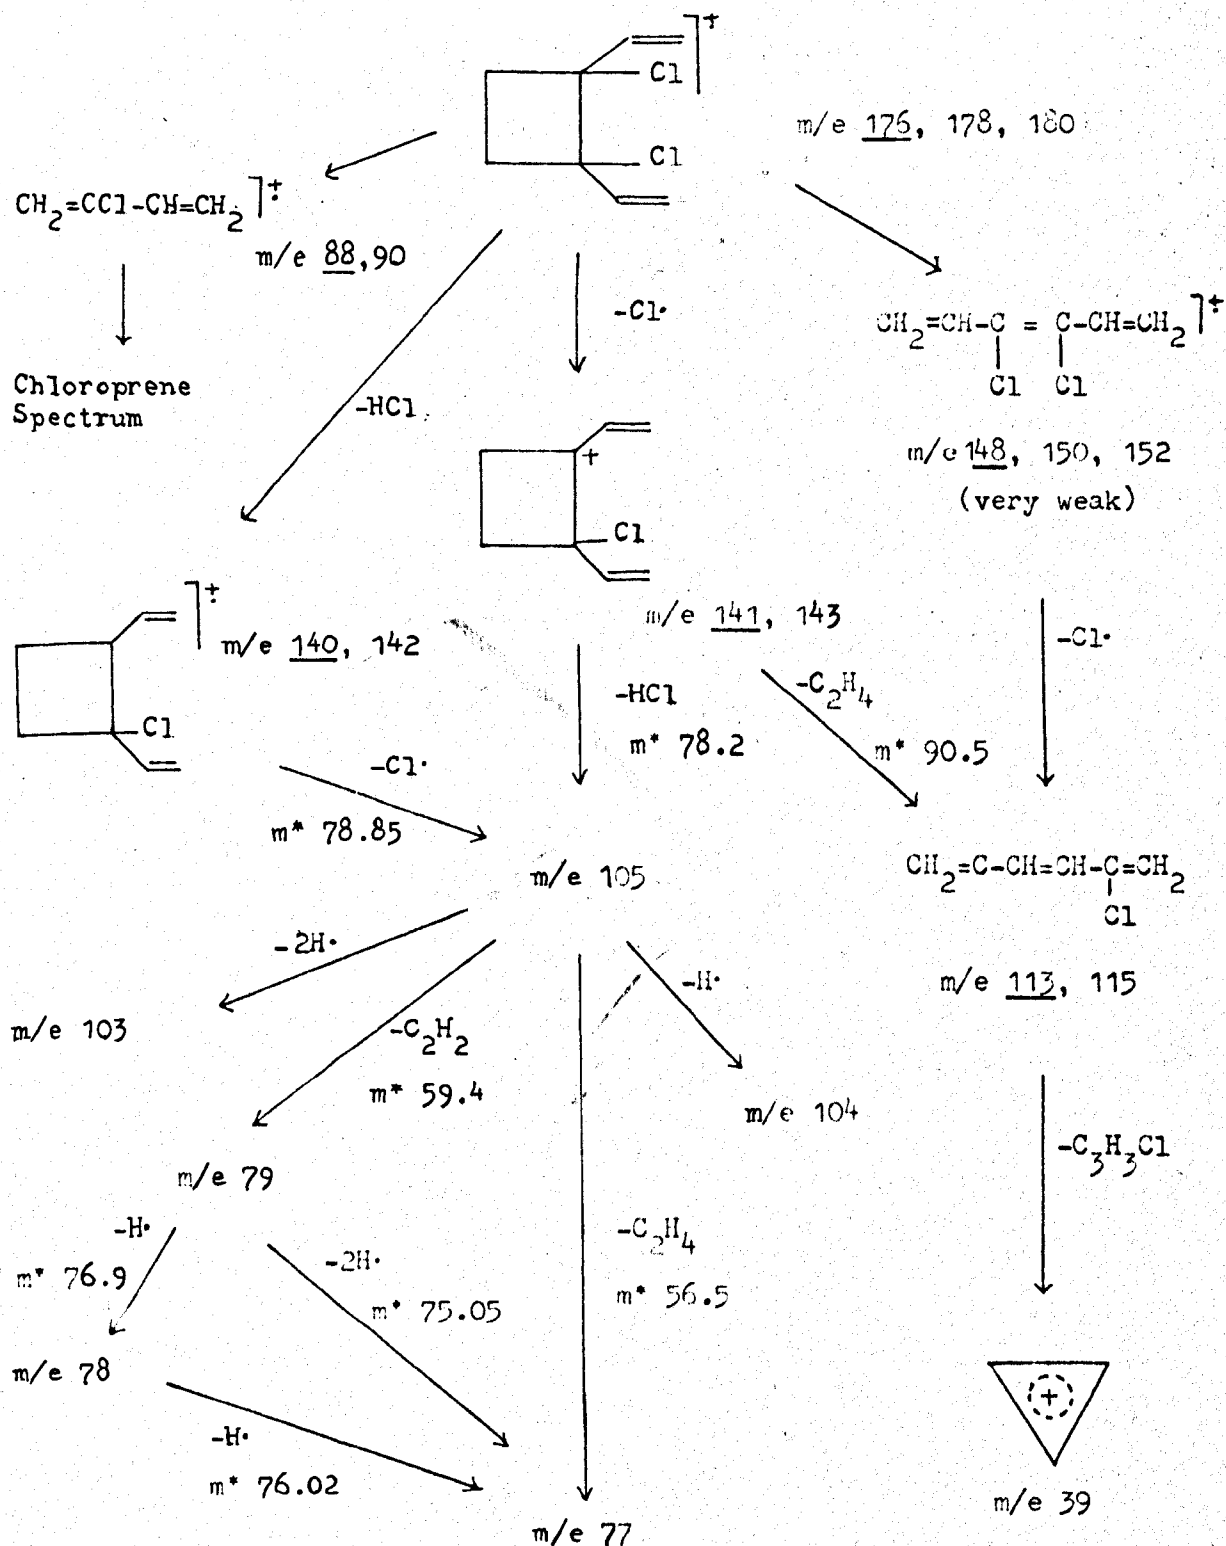 ]+·
Cl
Cl
m/e 176, 178, 180
CH2=CCl-CH=CH2 ]+·
m/e 88,90
Chloroprene
Spectrum
-HCl
-Cl·
CH2=CH-C = C-CH=CH2 ]+·
Cl Cl
m/e 148, 150, 152
(very weak)
+
Cl
m/e 141, 143
]+·
Cl
m/e 140, 142
-Cl·
m* 78.85
-HCl
m* 78.2
-C2H4
m* 90.5
-Cl·
m/e 105
CH2=C-CH=CH-C=CH2
Cl
m/e 113, 115
-2H·
m/e 103
-C2H2
m* 59.4
-H·
m/e 104
-C3H3Cl
m/e 79
-H·
m* 76.9
-2H·
m* 75.05
-C2H4
m* 56.5
m/e 78
-H·
m* 76.02
m/e 77
+
m/e 39